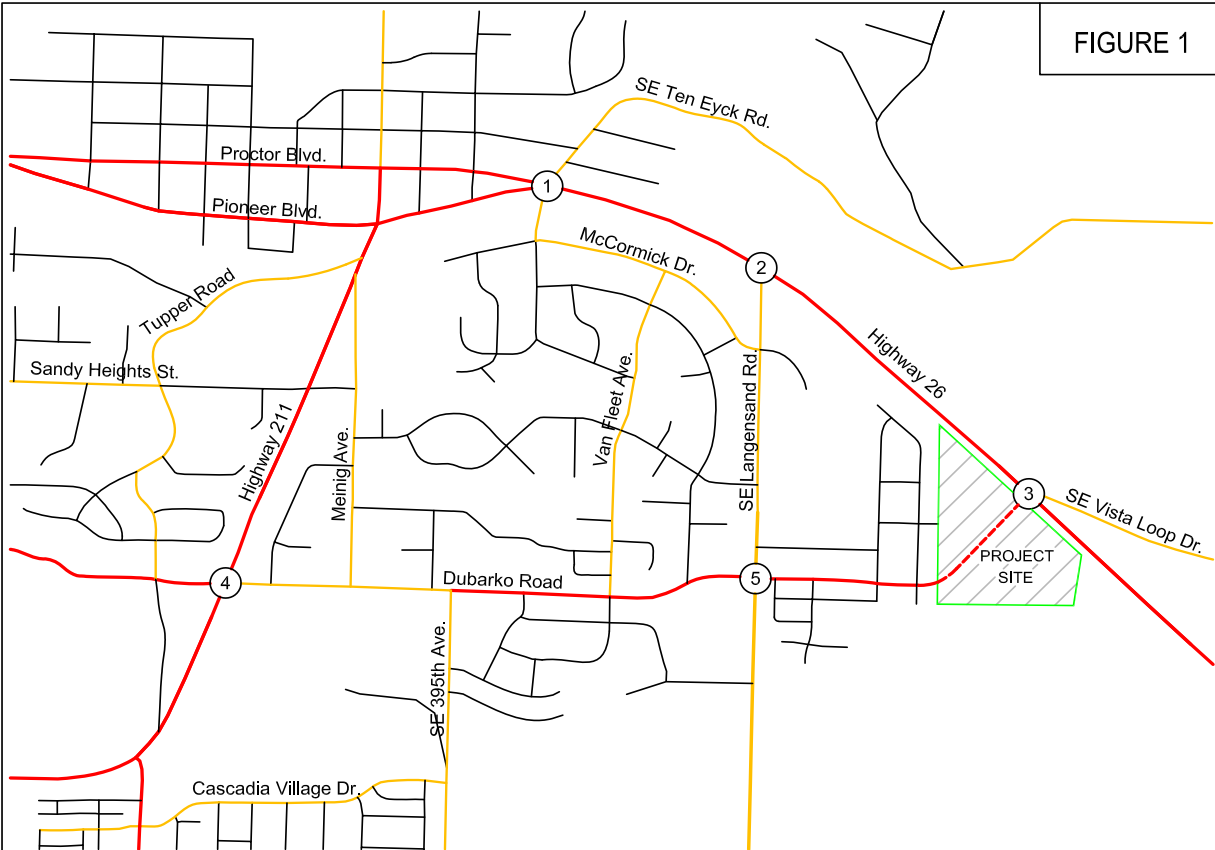 FIGURE 1
SE Ten Eyck Rd.
Proctor Blvd.
1
Pioneer Blvd.
McCormick Dr.
2
Tupper Road
Highway 26
Sandy Heights St.
Van Fleet Ave.
SE Langensand Rd.
Highway 211
Meinig Ave.
3
SE Vista Loop Dr.
PROJECT
SITE
4
Dubarko Road
5
SE 395th Ave.
Cascadia Village Dr.